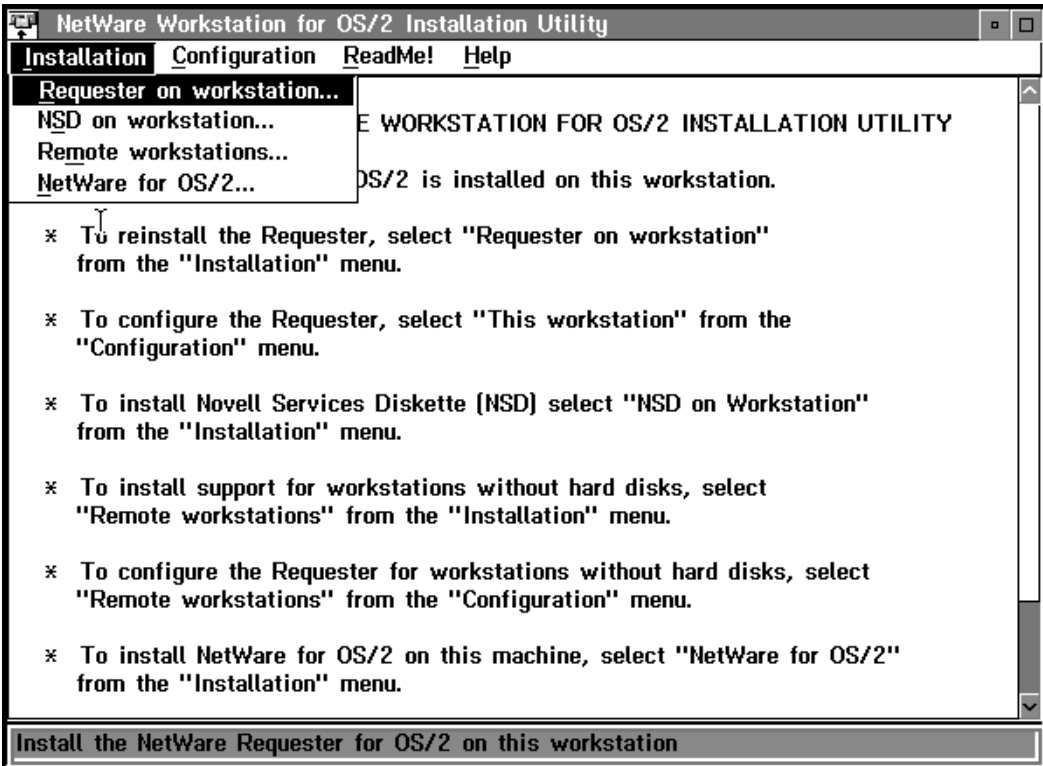 NetWare Workstation for OS/2 Installation Utility
Installation Configuration ReadMe! Help
Requester on workstation...
NSD on workstation...
Remote workstations...
NetWare for OS/2...
E WORKSTATION FOR OS/2 INSTALLATION UTILITY
OS/2 is installed on this workstation.
* To reinstall the Requester, select "Requester on workstation"
from the "Installation" menu.
* To configure the Requester, select "This workstation" from the
"Configuration" menu.
* To install Novell Services Diskette (NSD) select "NSD on Workstation"
from the "Installation" menu.
* To install support for workstations without hard disks, select
"Remote workstations" from the "Installation" menu.
* To configure the Requester for workstations without hard disks, select
"Remote workstations" from the "Configuration" menu.
* To install NetWare for OS/2 on this machine, select "NetWare for OS/2"
from the "Installation" menu.
Install the NetWare Requester for OS/2 on this workstation